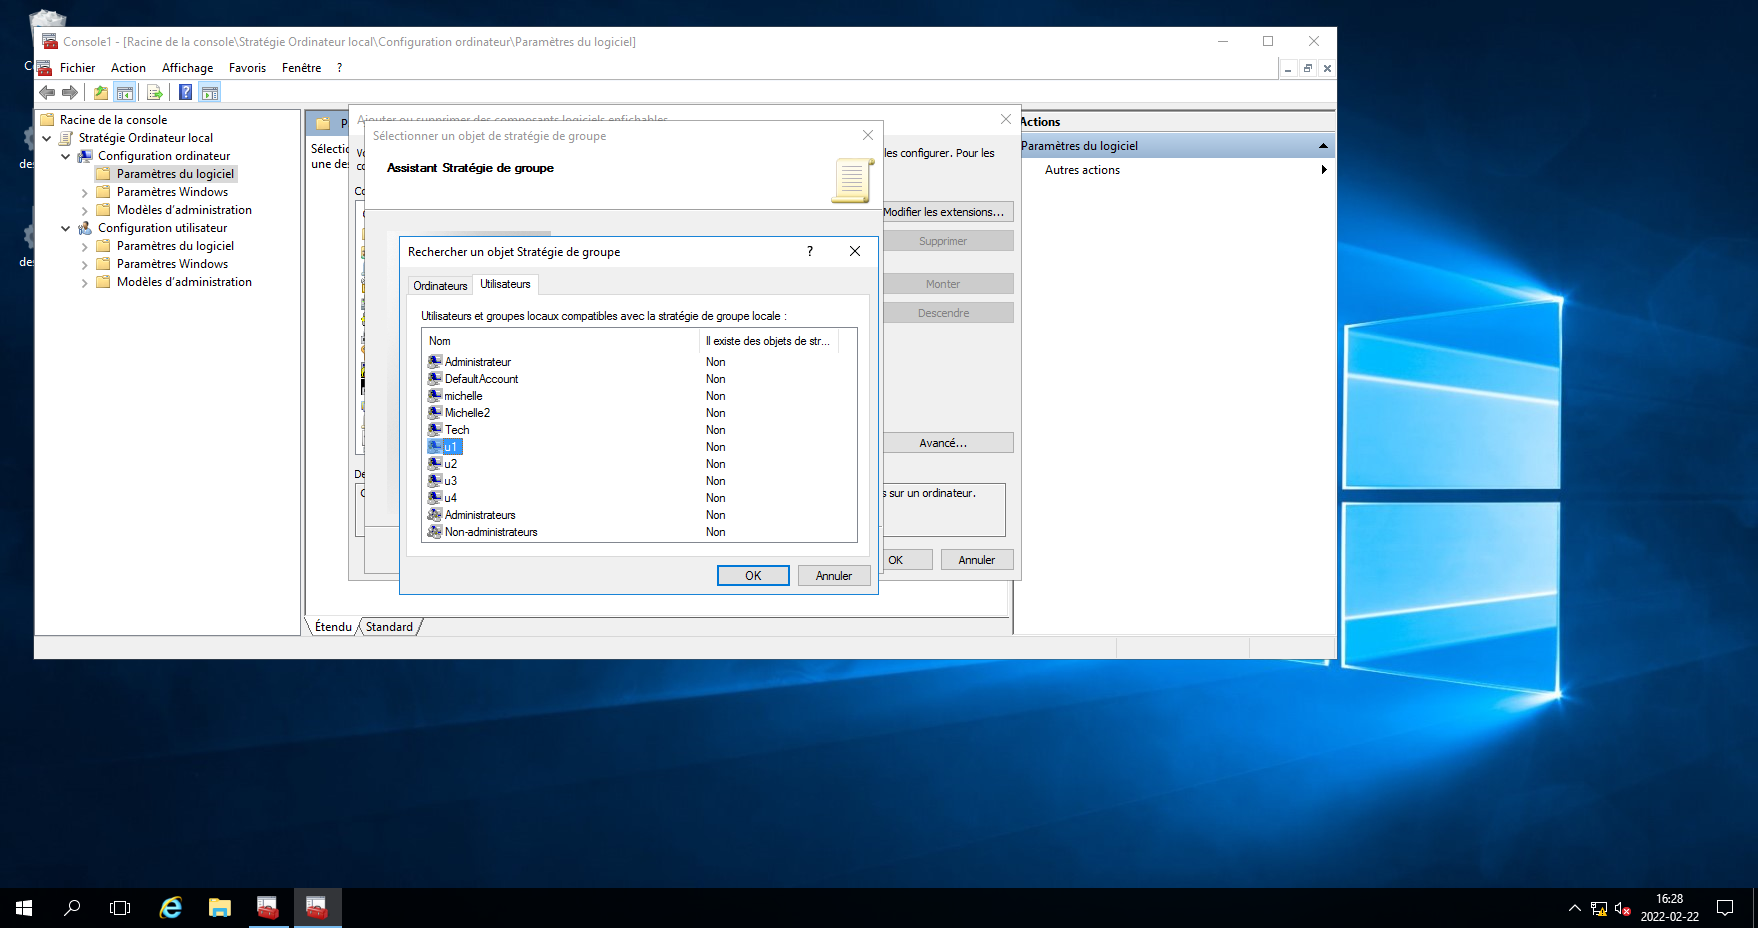 Console1 - [Racine de la console\Stratégie Ordinateur local\Configuration ordinateur\Paramètres du logiciel]
Fichier Action Affichage Favoris Fenêtre ?
Racine de la console
Stratégie Ordinateur local
Configuration ordinateur
Paramètres du logiciel
Paramètres Windows
Modèles d'administration
Configuration utilisateur
Paramètres du logiciel
Paramètres Windows
Modèles d'administration
Ajouter ou supprimer des composants logiciels enfichables
Sélectionner un objet de stratégie de groupe
Assistant Stratégie de groupe
les configurer. Pour les
Modifier les extensions...
Supprimer
Monter
Descendre
Avancé...
s sur un ordinateur.
OK Annuler
Rechercher un objet Stratégie de groupe
?
Ordinateurs Utilisateurs
Utilisateurs et groupes locaux compatibles avec la stratégie de groupe locale :
Nom Il existe des objets de str...
Administrateur Non
DefaultAccount Non
michelle Non
Michelle2 Non
Tech Non
u1 Non
u2 Non
u3 Non
u4 Non
Administrateurs Non
Non-administrateurs Non
OK Annuler
Étendu Standard
Actions
Paramètres du logiciel
Autres actions
16:28
2022-02-22